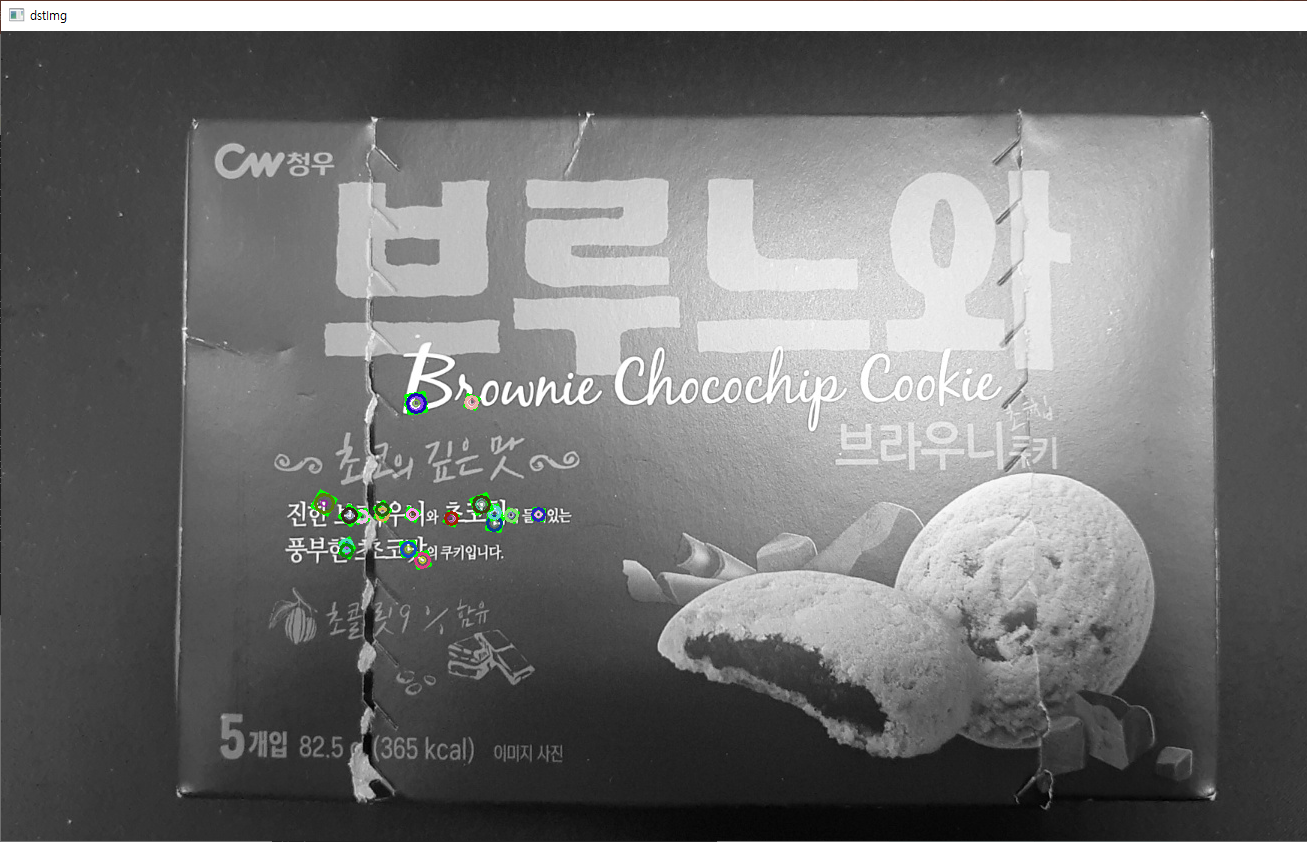 dstImg
CW청우
브루느와
Brownie Chocochip Cookie
브라우니쿠키
초코의 깊은 맛
진한 브라우니와 초코칩 들 있는
풍부한 초코맛의 쿠키입니다.
초콜릿 9 % 함유
5개입 82.5 g (365 kcal) 이미지 사진